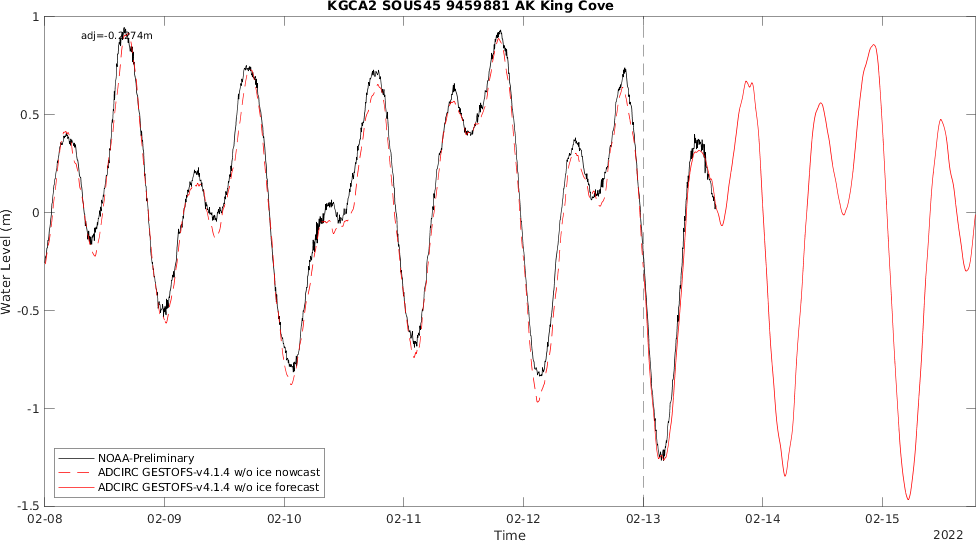 KGCA2 SOUS45 9459881 AK King Cove
1
0.5
0
-0.5
-1
-1.5
Water Level (m)
NOAA-Preliminary
ADCIRC GESTOFS-v4.1.4 w/o ice nowcast
ADCIRC GESTOFS-v4.1.4 w/o ice forecast
02-08 02-09 02-10 02-11 02-12 02-13 02-14 02-15
Time
2022